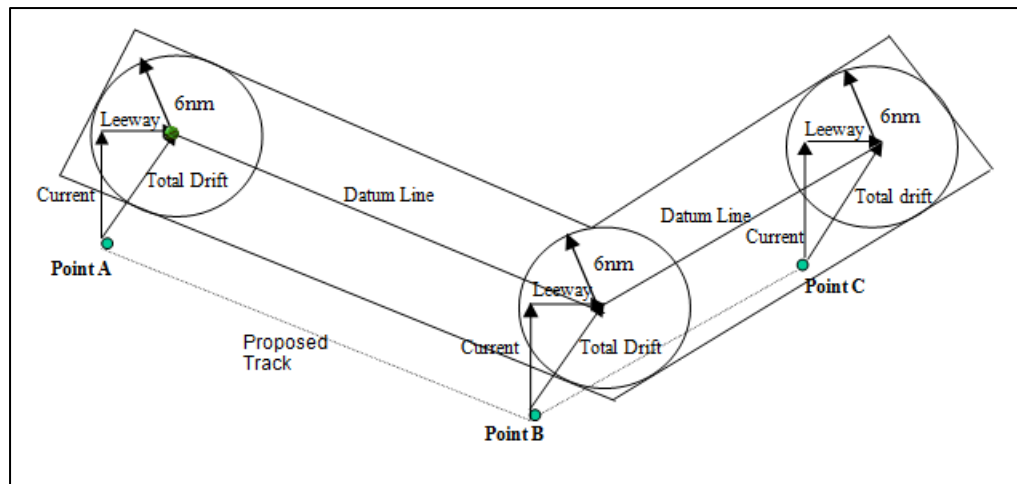 6nm
Leeway
Total Drift
Current
Point A
Datum Line
Proposed
Track
6nm
Leeway
Current
Total Drift
Point B
Datum Line
6nm
Leeway
Total drift
Current
Point C